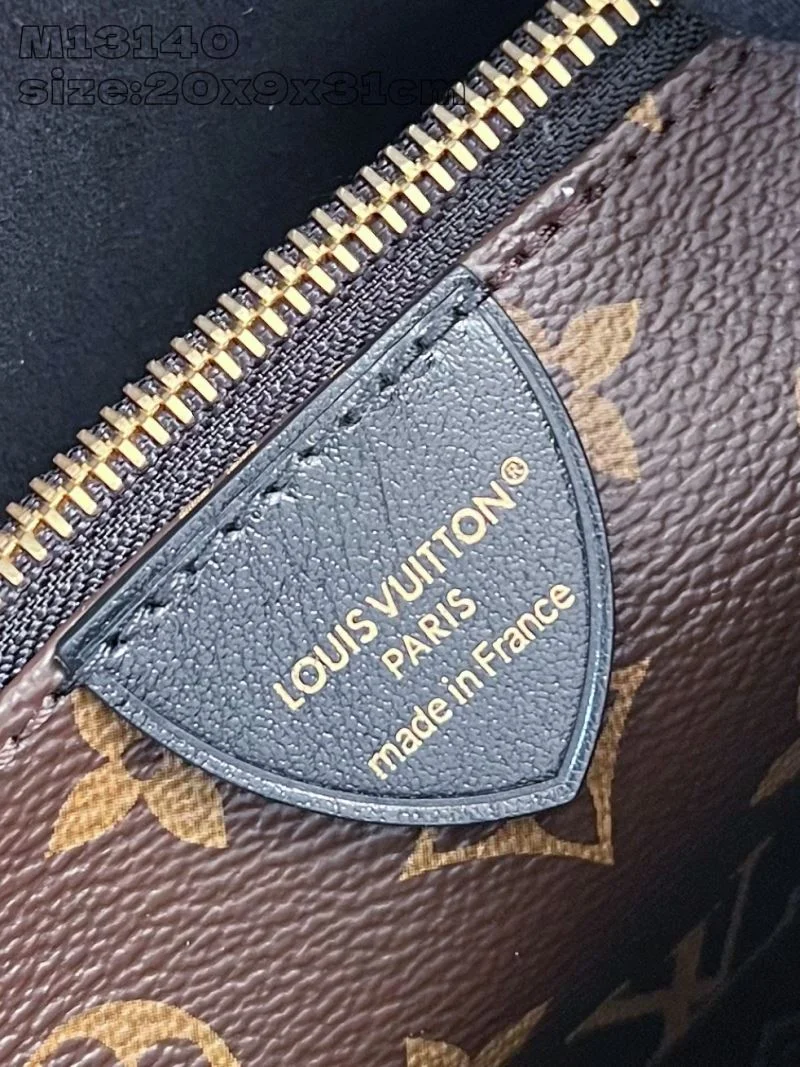 M13140
size:20x9x31cm
LOUIS VUITTON®
PARIS
made in France